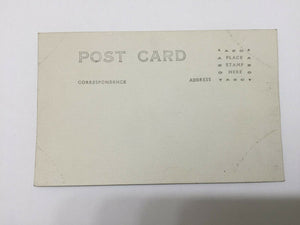 POST CARD
CORRESPONDENCE
ADDRESS
PLACE
STAMP
HERE